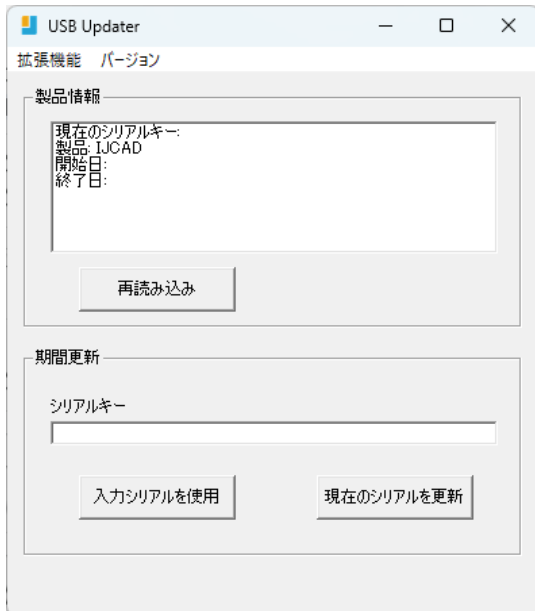 USB Updater
拡張機能 バージョン
製品情報
現在のシリアルキー:
製品: IJCAD
開始日:
終了日:
再読み込み
期間更新
シリアルキー
入力シリアルを使用 現在のシリアルを更新